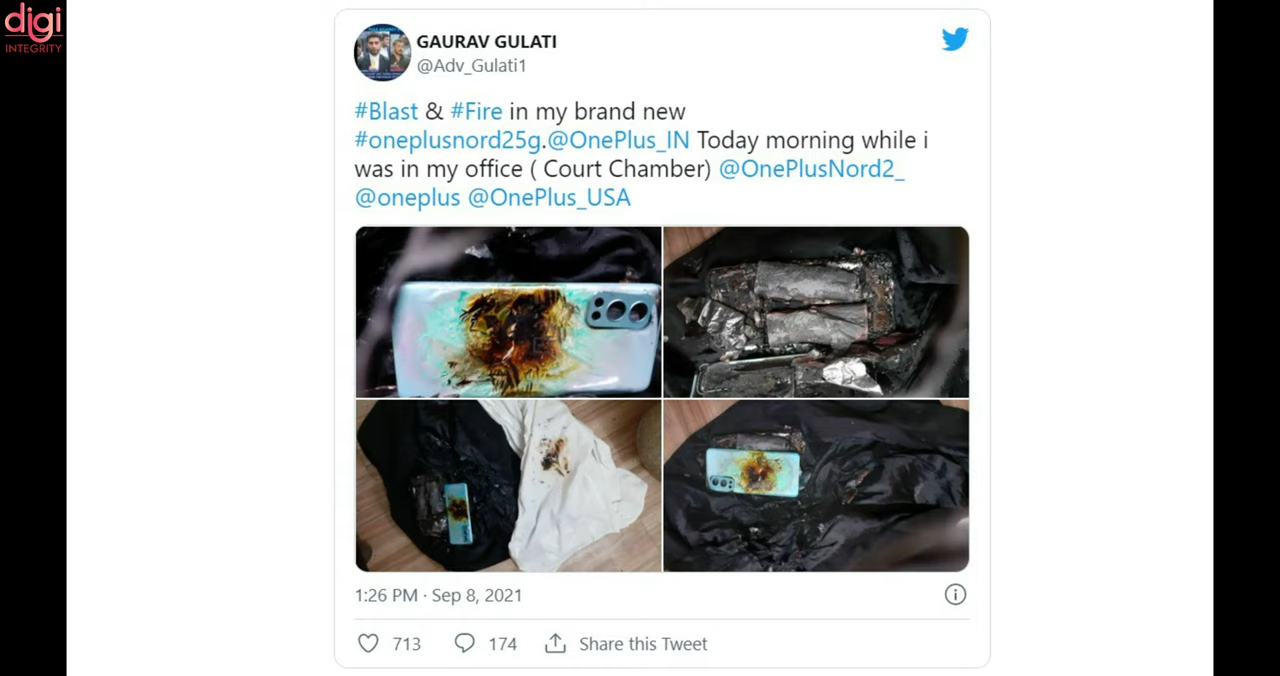 digi
INTEGRITY
GAURAV GULATI
@Adv_Gulati1
#Blast & #Fire in my brand new
#oneplusnord25g.@OnePlus_IN Today morning while i
was in my office ( Court Chamber) @OnePlusNord2_
@oneplus @OnePlus_USA
1:26 PM · Sep 8, 2021
713 174 Share this Tweet